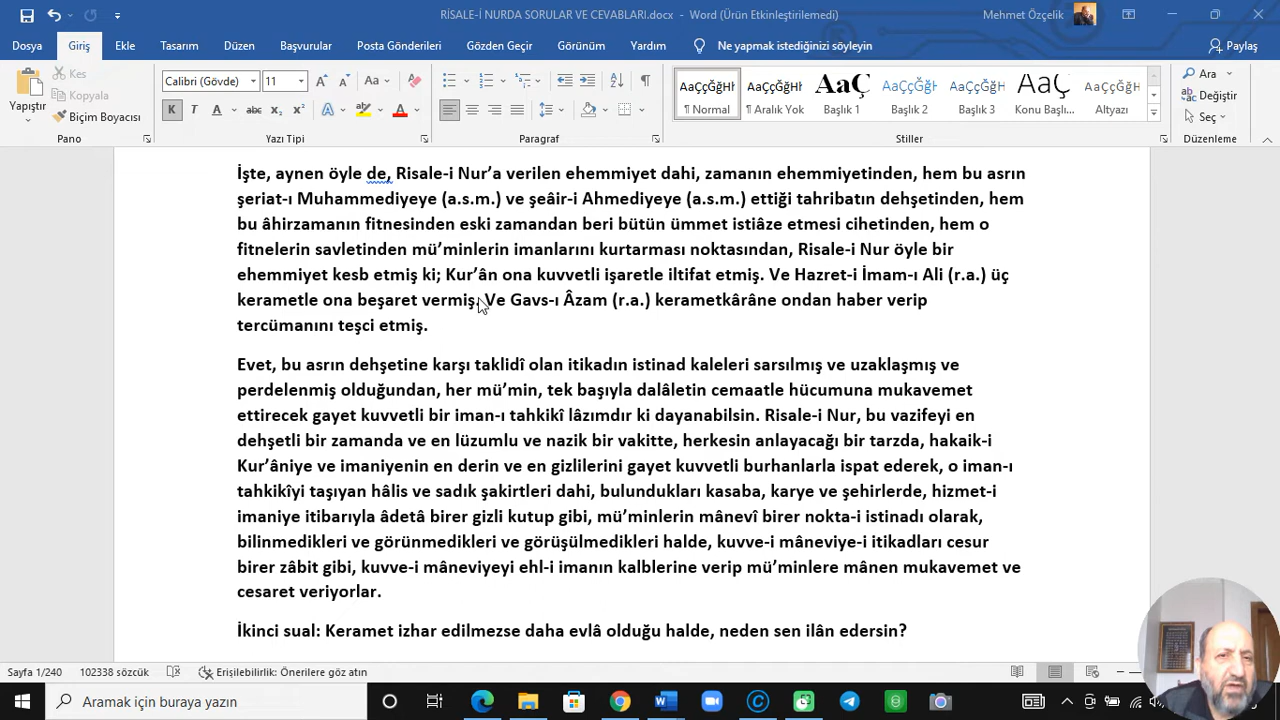 RİSALE-İ NURDA SORULAR VE CEVABLARI.docx - Word (Ürün Etkinleştirilemedi)
Mehmet Özçelik
Dosya Giriş Ekle Tasarım Düzen Başvurular Posta Gönderileri Gözden Geçir Görünüm Yardım Ne yapmak istediğinizi söyleyin Paylaş
Yapıştır
Kes
Kopyala
Biçim Boyacısı
Calibri (Gövde) 11
Pano
Yazı Tipi
Paragraf
AaÇçĞğHł AaÇçĞğHł AaÇ AaÇçĞğl AaÇçĞğH AaÇ AaÇçĞğHł
¶ Normal ¶ Aralık Yok Başlık 1 Başlık 2 Başlık 3 Konu Başlı... Altyazı
Stiller
Ara
Değiştir
Seç
Düzenleme
İşte, aynen öyle de, Risale-i Nur’a verilen ehemmiyet dahi, zamanın ehemmiyetinden, hem bu asrın
şeriat-ı Muhammediyeye (a.s.m.) ve şeâir-i Ahmediyeye (a.s.m.) ettiği tahribatın dehşetinden, hem
bu âhirzamanın fitnesinden eski zamandan beri bütün ümmet istiâze etmesi cihetinden, hem o
fitnelerin savletinden mü’minlerin imanlarını kurtarması noktasından, Risale-i Nur öyle bir
ehemmiyet kesb etmiş ki; Kur’ân ona kuvvetli işaretle iltifat etmiş. Ve Hazret-i İmam-ı Ali (r.a.) üç
kerametle ona beşaret vermiş. Ve Gavs-ı Âzam (r.a.) kerametkârâne ondan haber verip
tercümanını teşci etmiş.
Evet, bu asrın dehşetine karşı taklidî olan itikadın istinad kaleleri sarsılmış ve uzaklaşmış ve
perdelenmiş olduğundan, her mü’min, tek başıyla dalâletin cemaatle hücumuna mukavemet
ettirecek gayet kuvvetli bir iman-ı tahkikî lâzımdır ki dayanabilsin. Risale-i Nur, bu vazifeyi en
dehşetli bir zamanda ve en lüzumlu ve nazik bir vakitte, herkesin anlayacağı bir tarzda, hakaik-i
Kur’âniye ve imaniyenin en derin ve en gizlilerini gayet kuvvetli burhanlarla ispat ederek, o iman-ı
tahkikîyi taşıyan hâlis ve sadık şakirtleri dahi, bulundukları kasaba, karye ve şehirlerde, hizmet-i
imaniye itibarıyla âdetâ birer gizli kutup gibi, mü’minlerin mânevî birer nokta-i istinadı olarak,
bilinmedikleri ve görünmedikleri ve görüşülmedikleri halde, kuvve-i mâneviye-i itikadları cesur
birer zâbit gibi, kuvve-i mâneviyeyi ehl-i imanın kalblerine verip mü’minlere mânen mukavemet ve
cesaret veriyorlar.
İkinci sual: Keramet izhar edilmezse daha evlâ olduğu halde, neden sen ilân edersin?
Sayfa 1/240 102338 sözcük Erişilebilirlik: Önerilere göz atın
Aramak için buraya yazın